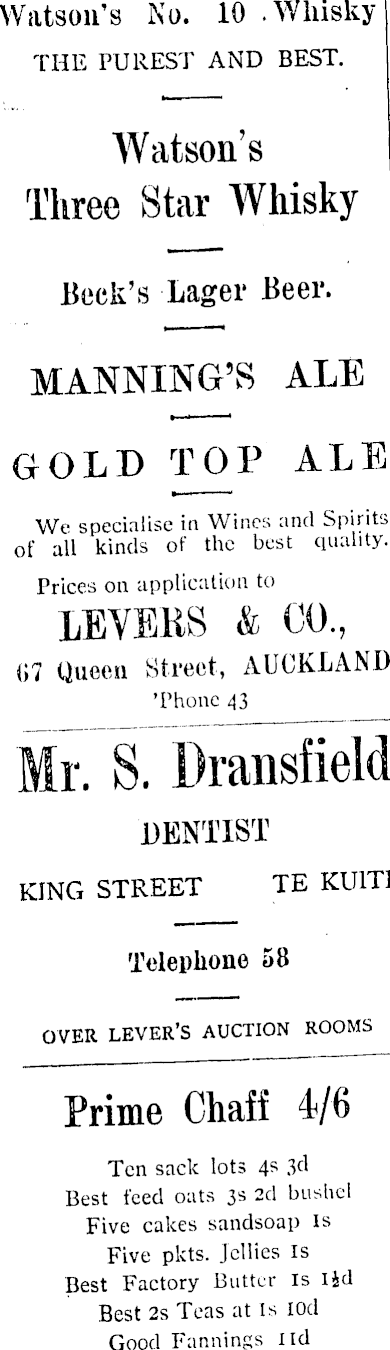 Watson's No. 10 . Whisky
THE PUREST AND BEST.
Watson's
Three Star Whisky
Beck's Lager Beer.
MANNING'S ALE
GOLD TOP ALE
We specialise in Wines and Spirits
of all kinds of the best quality.
Prices on application to
LEVERS & CO.,
67 Queen Street, AUCKLAND
'Phone 43
Mr. S. Dransfield
DENTIST
KING STREET TE KUITI
Telephone 58
OVER LEVER'S AUCTION ROOMS
Prime Chaff 4/6
Ten sack lots 4s 3d
Best feed oats 3s 2d bushel
Five cakes sandsoap 1s
Five pkts. Jellies 1s
Best Factory Butter 1s 1½d
Best 2s Teas at 1s 10d
Good Fannings 11d